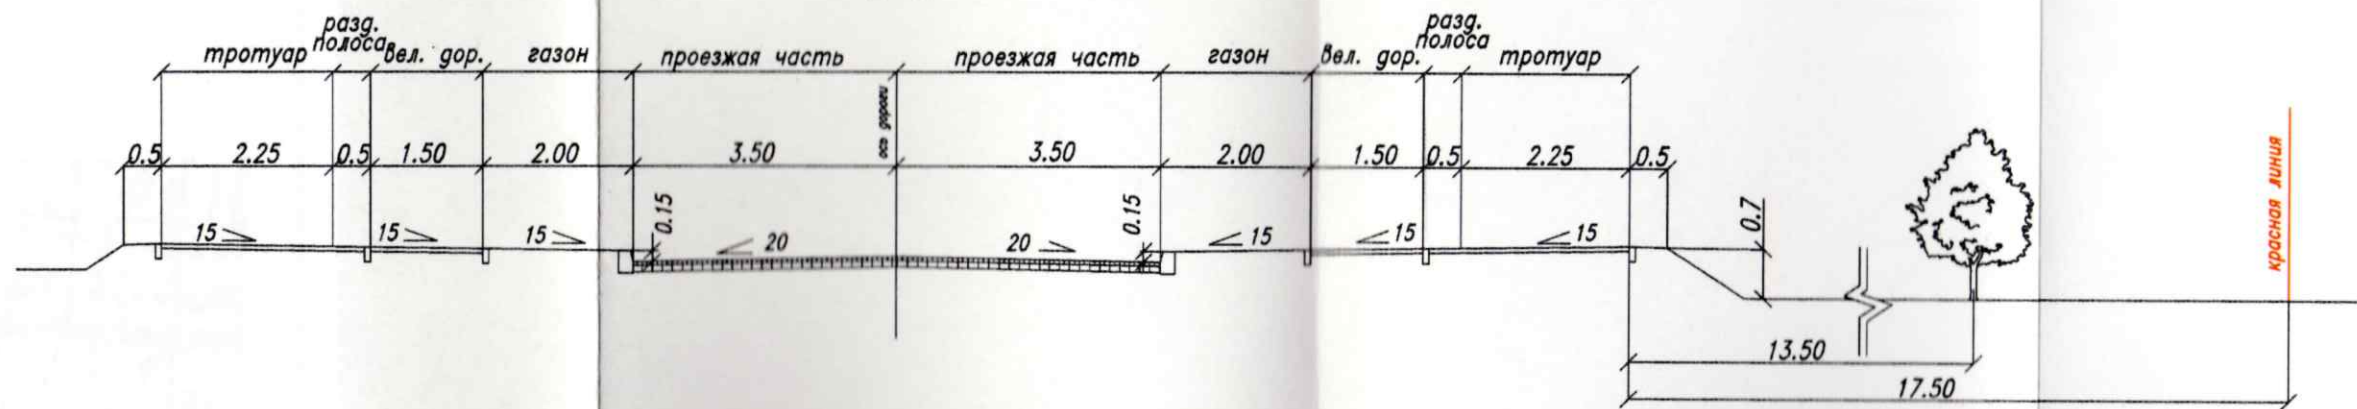 разд. разд.
полоса полоса
тротуар вел. дор. газон проезжая часть проезжая часть газон вел. дор. тротуар
ось дороги
0.5 2.25 0.5 1.50 2.00 3.50 3.50 2.00 1.50 0.5 2.25 0.5
0.15 0.15 0.7
15 15 15 20 20 15 15 15
красная линия
13.50
17.50